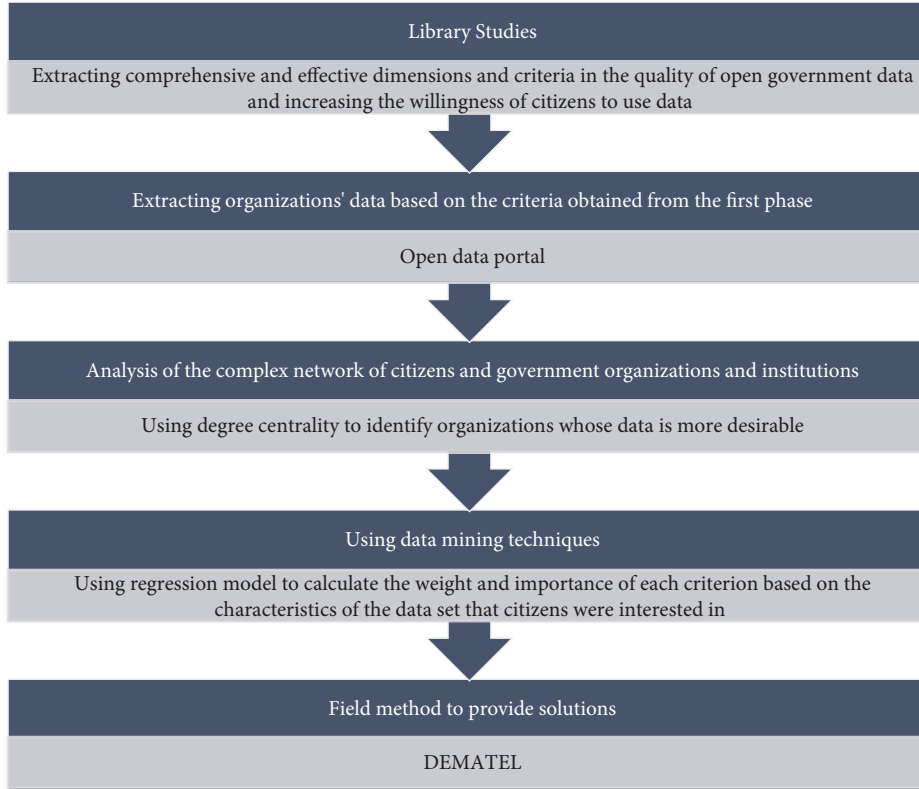 Library Studies
Extracting comprehensive and effective dimensions and criteria in the quality of open government data
and increasing the willingness of citizens to use data
Extracting organizations' data based on the criteria obtained from the first phase
Open data portal
Analysis of the complex network of citizens and government organizations and institutions
Using degree centrality to identify organizations whose data is more desirable
Using data mining techniques
Using regression model to calculate the weight and importance of each criterion based on the
characteristics of the data set that citizens were interested in
Field method to provide solutions
DEMATEL